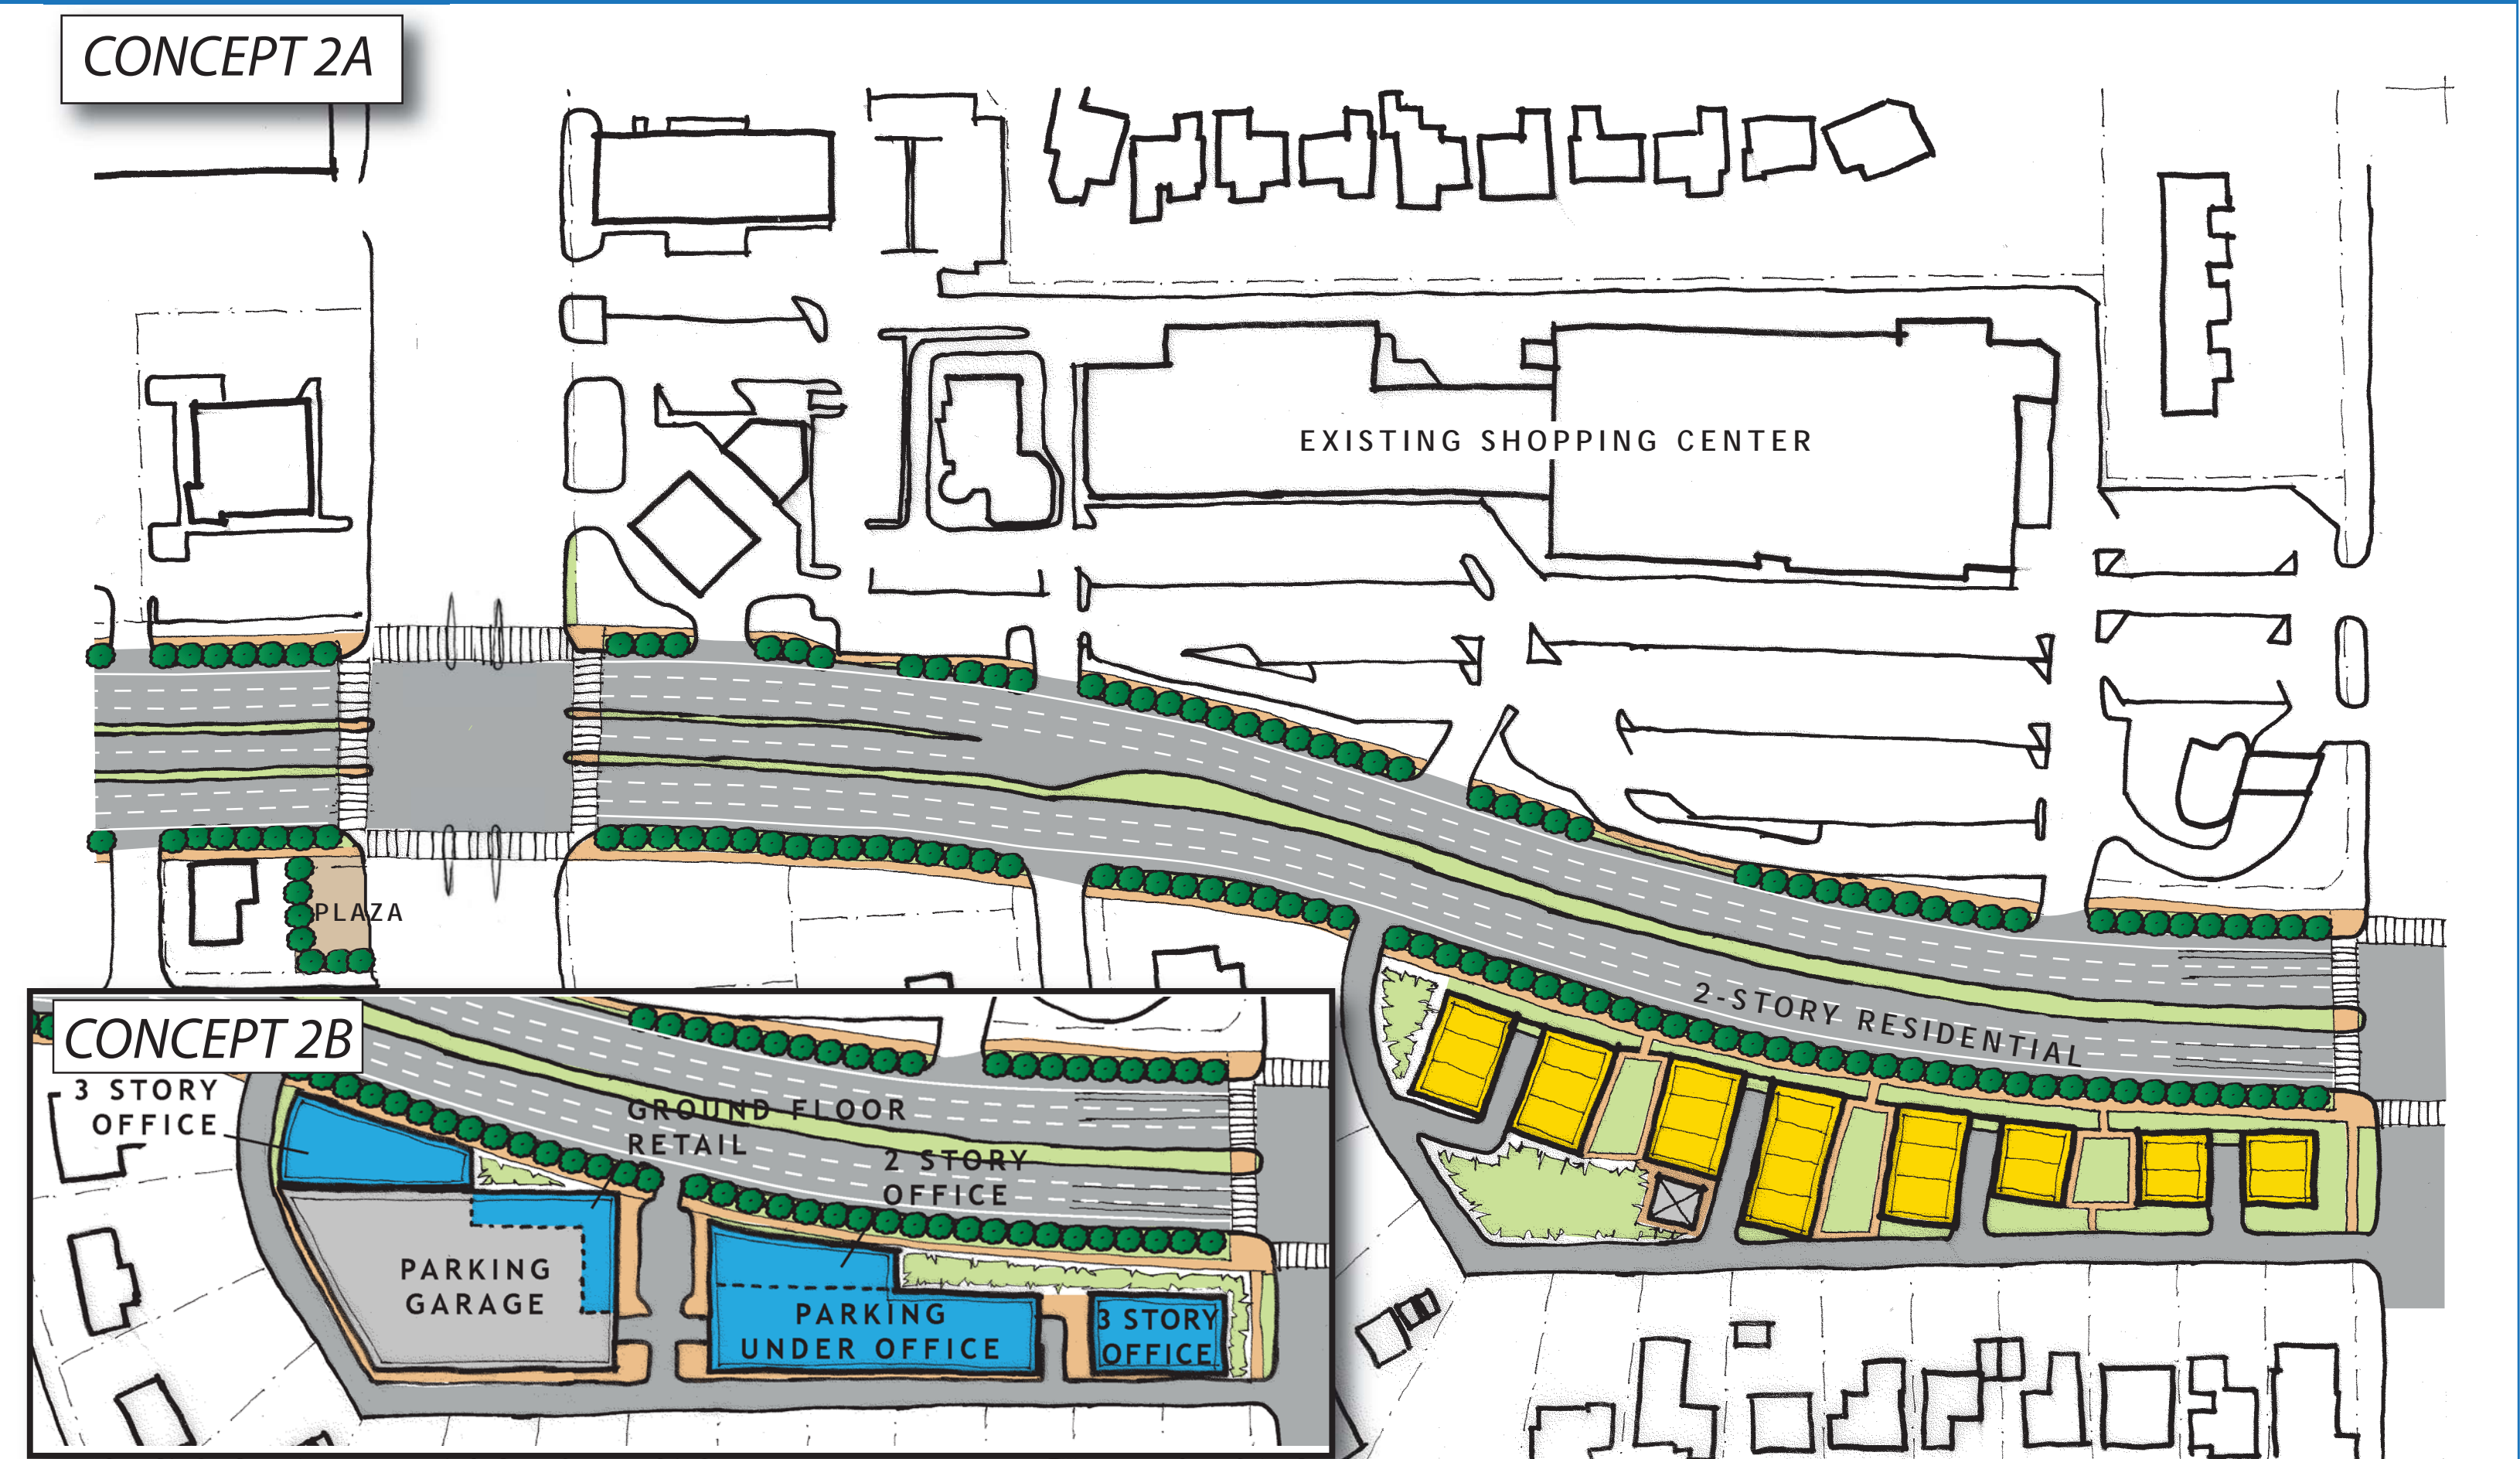 CONCEPT 2A
EXISTING SHOPPING CENTER
PLAZA
2-STORY RESIDENTIAL
CONCEPT 2B
3 STORY
OFFICE
GROUND FLOOR
RETAIL
2 STORY
OFFICE
PARKING
GARAGE
PARKING
UNDER OFFICE
3 STORY
OFFICE